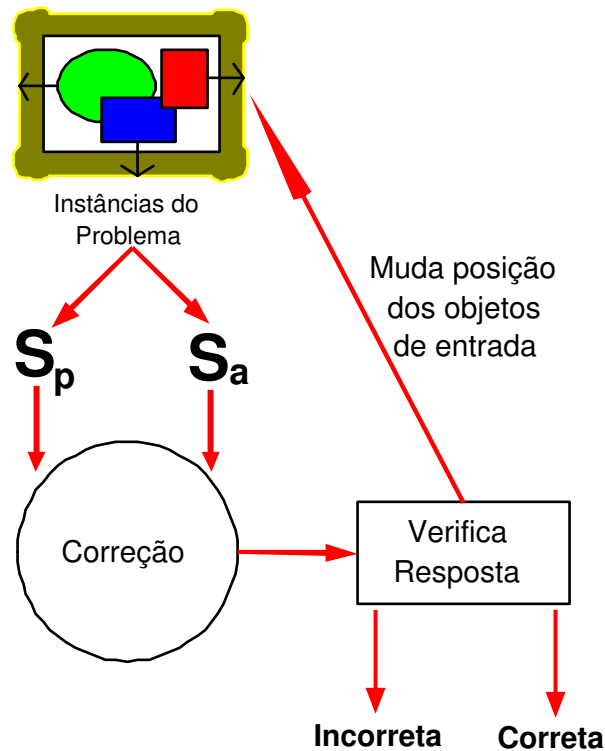 Instâncias do
Problema
Muda posição
dos objetos
de entrada
Sp
Sa
Correção
Verifica
Resposta
Incorreta
Correta